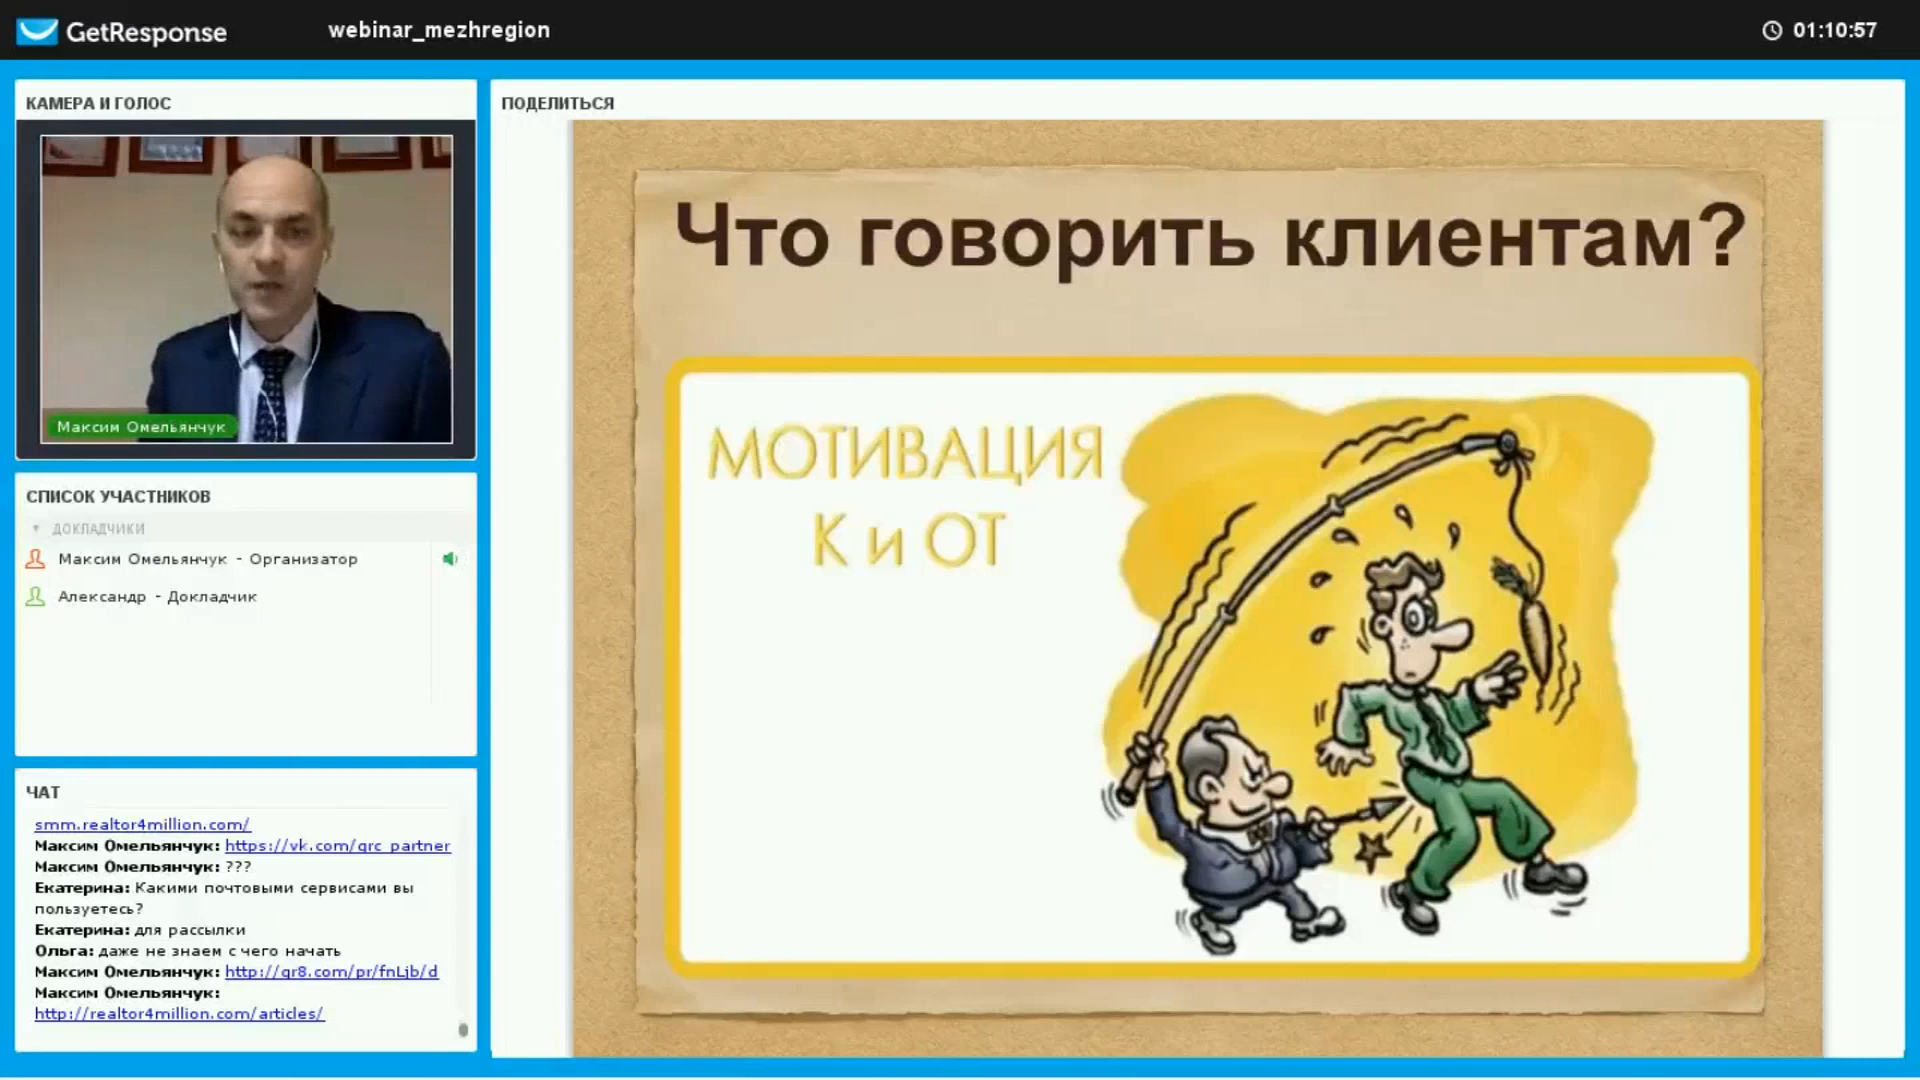 GetResponse
webinar_mezhregion
01:10:57
КАМЕРА И ГОЛОС
Максим Омельянчук
СПИСОК УЧАСТНИКОВ
ДОКЛАДЧИКИ
Максим Омельянчук - Организатор
Александр - Докладчик
ЧАТ
smm.realtor4million.com/
Максим Омельянчук: https://vk.com/grc_partner
Максим Омельянчук: ???
Екатерина: Какими почтовыми сервисами вы
пользуетесь?
Екатерина: для рассылки
Ольга: даже не знаем с чего начать
Максим Омельянчук: http://gr8.com/pr/fnLjb/d
Максим Омельянчук:
http://realtor4million.com/articles/
ПОДЕЛИТЬСЯ
Что говорить клиентам?
МОТИВАЦИЯ
К и ОТ